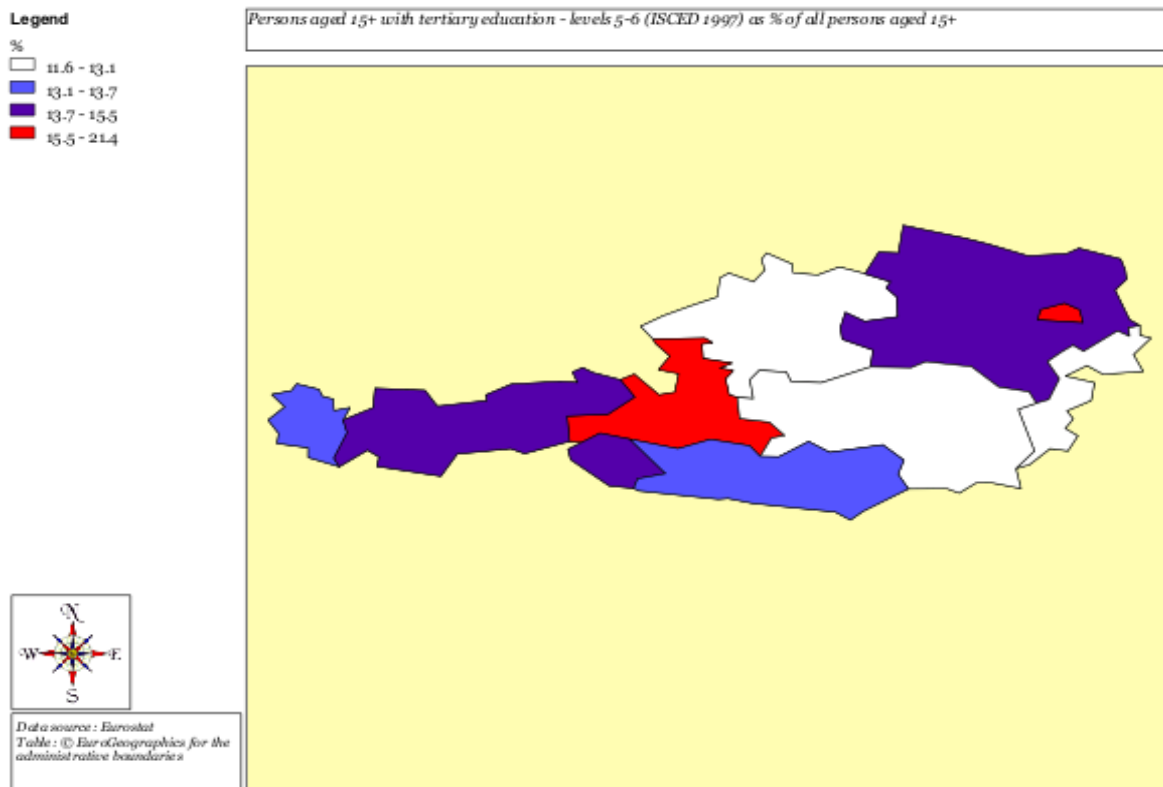 Legend
%
11.6 - 13.1
13.1 - 13.7
13.7 - 15.5
15.5 - 21.4
Persons aged 15+ with tertiary education - levels 5-6 (ISCED 1997) as % of all persons aged 15+
N
W E
S
Data source : Eurostat
Table : © EuroGeographics for the
administrative boundaries